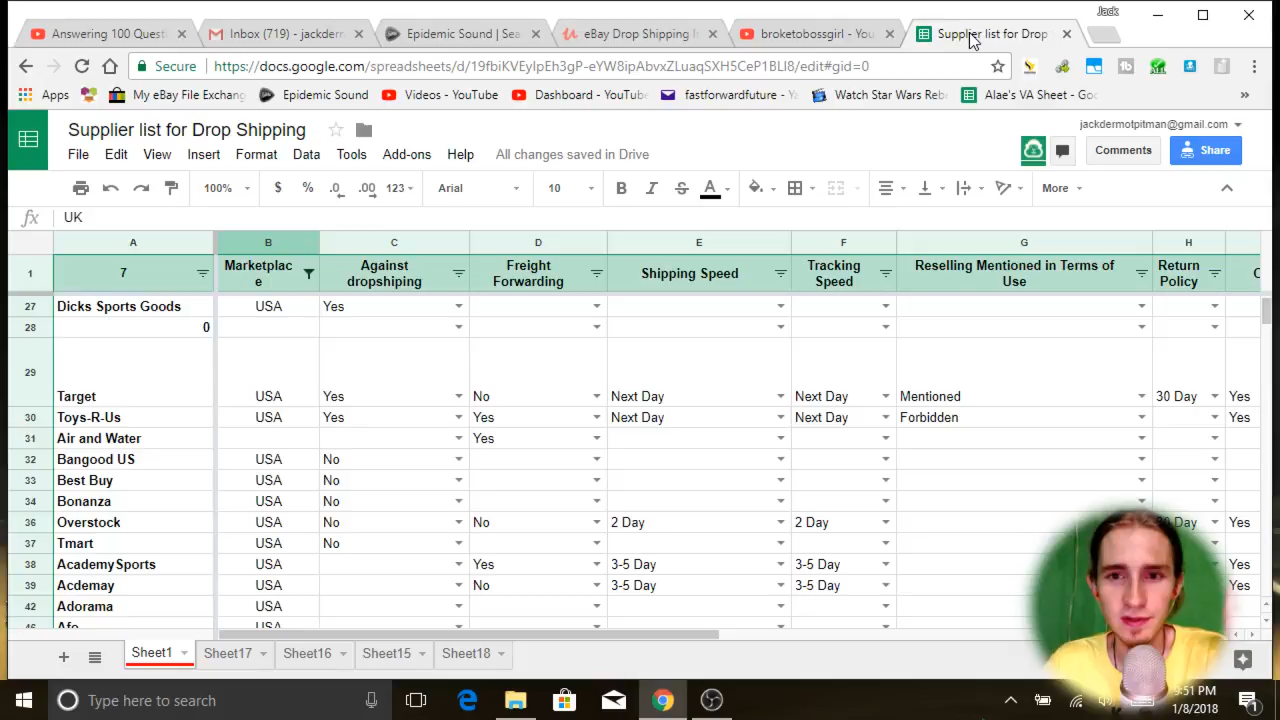 Jack
Answering 100 Quest
Inbox (719) - jackderm
Epidemic Sound | Sea
eBay Drop Shipping
broketobossgirl - You
Supplier list for Drop
Secure
https://docs.google.com/spreadsheets/d/19fbiKVEylpEh3gP-eYW8ipAbvxZLuaqSXH5CeP1BLI8/edit#gid=0
Apps
My eBay File Exchang
Epidemic Sound
Videos - YouTube
Dashboard - YouTube
fastforwardfuture - Y
Watch Star Wars Reb
Alae's VA Sheet - Go
Supplier list for Drop Shipping
jackdermotpitman@gmail.com
File Edit View Insert Format Data Tools Add-ons Help All changes saved in Drive
Comments
Share
100% $ % .0 .00 123 Arial 10 B I S A More
fx UK
A B C D E F G H
1 7 Marketplac
e Against
dropshiping Freight
Forwarding Shipping Speed Tracking
Speed Reselling Mentioned in Terms of
Use Return
Policy
27 Dicks Sports Goods USA Yes
28 0
29 Target USA Yes No Next Day Next Day Mentioned 30 Day Yes
30 Toys-R-Us USA Yes Yes Next Day Next Day Forbidden Yes
31 Air and Water Yes
32 Bangood US USA No
33 Best Buy USA No
34 Bonanza USA No
36 Overstock USA No No 2 Day 2 Day Day Yes
37 Tmart USA No
38 AcademySports USA Yes 3-5 Day 3-5 Day Yes
39 Acdemay USA No 3-5 Day 3-5 Day Yes
42 Adorama USA
46 Afo USA
Sheet1 Sheet17 Sheet16 Sheet15 Sheet18
Type here to search
9:51 PM
1/8/2018
1